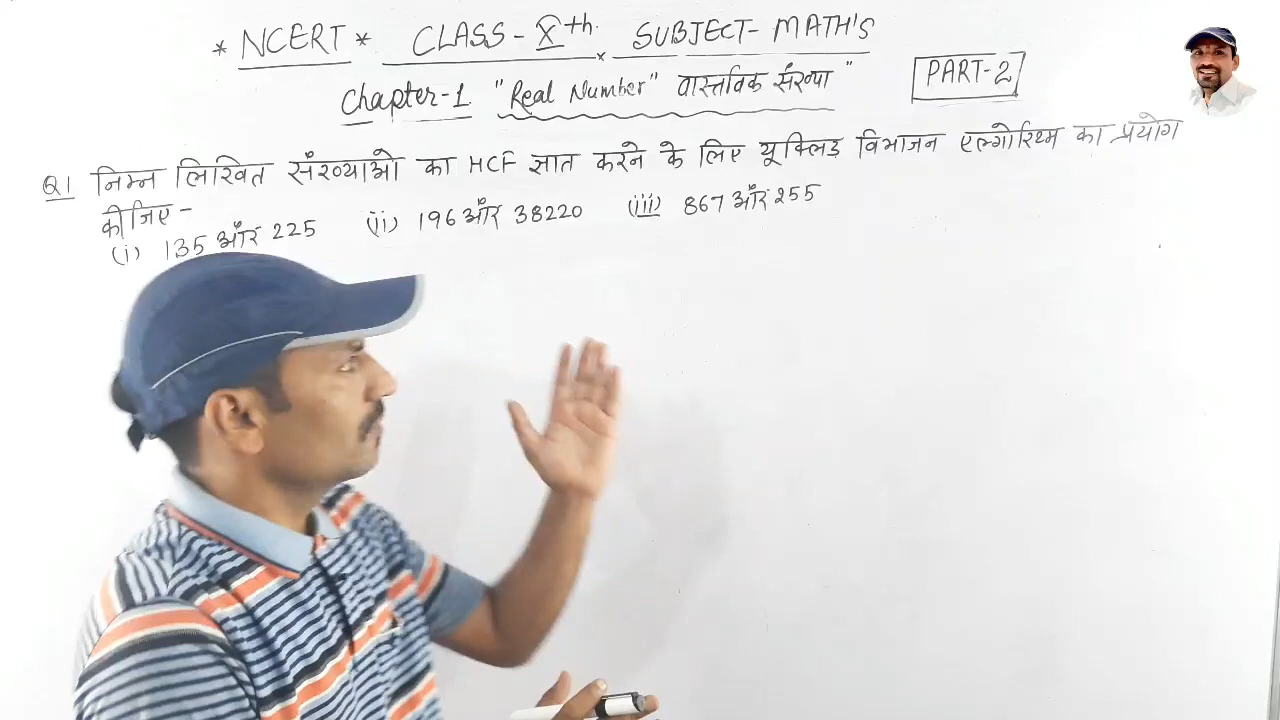 * NCERT * CLASS-Xth. SUBJECT- MATH'S
Chapter-1 "Real Number" वास्तविक संख्या" PART-2
Q1 निम्न लिखित संख्याओ का HCF ज्ञात करने के लिए यूक्लिड विभाजन एल्गोरिथ्म का प्रयोग
कीजिए-
(i) 135 और 225 (ii) 196 और 38220 (iii) 867 और 255